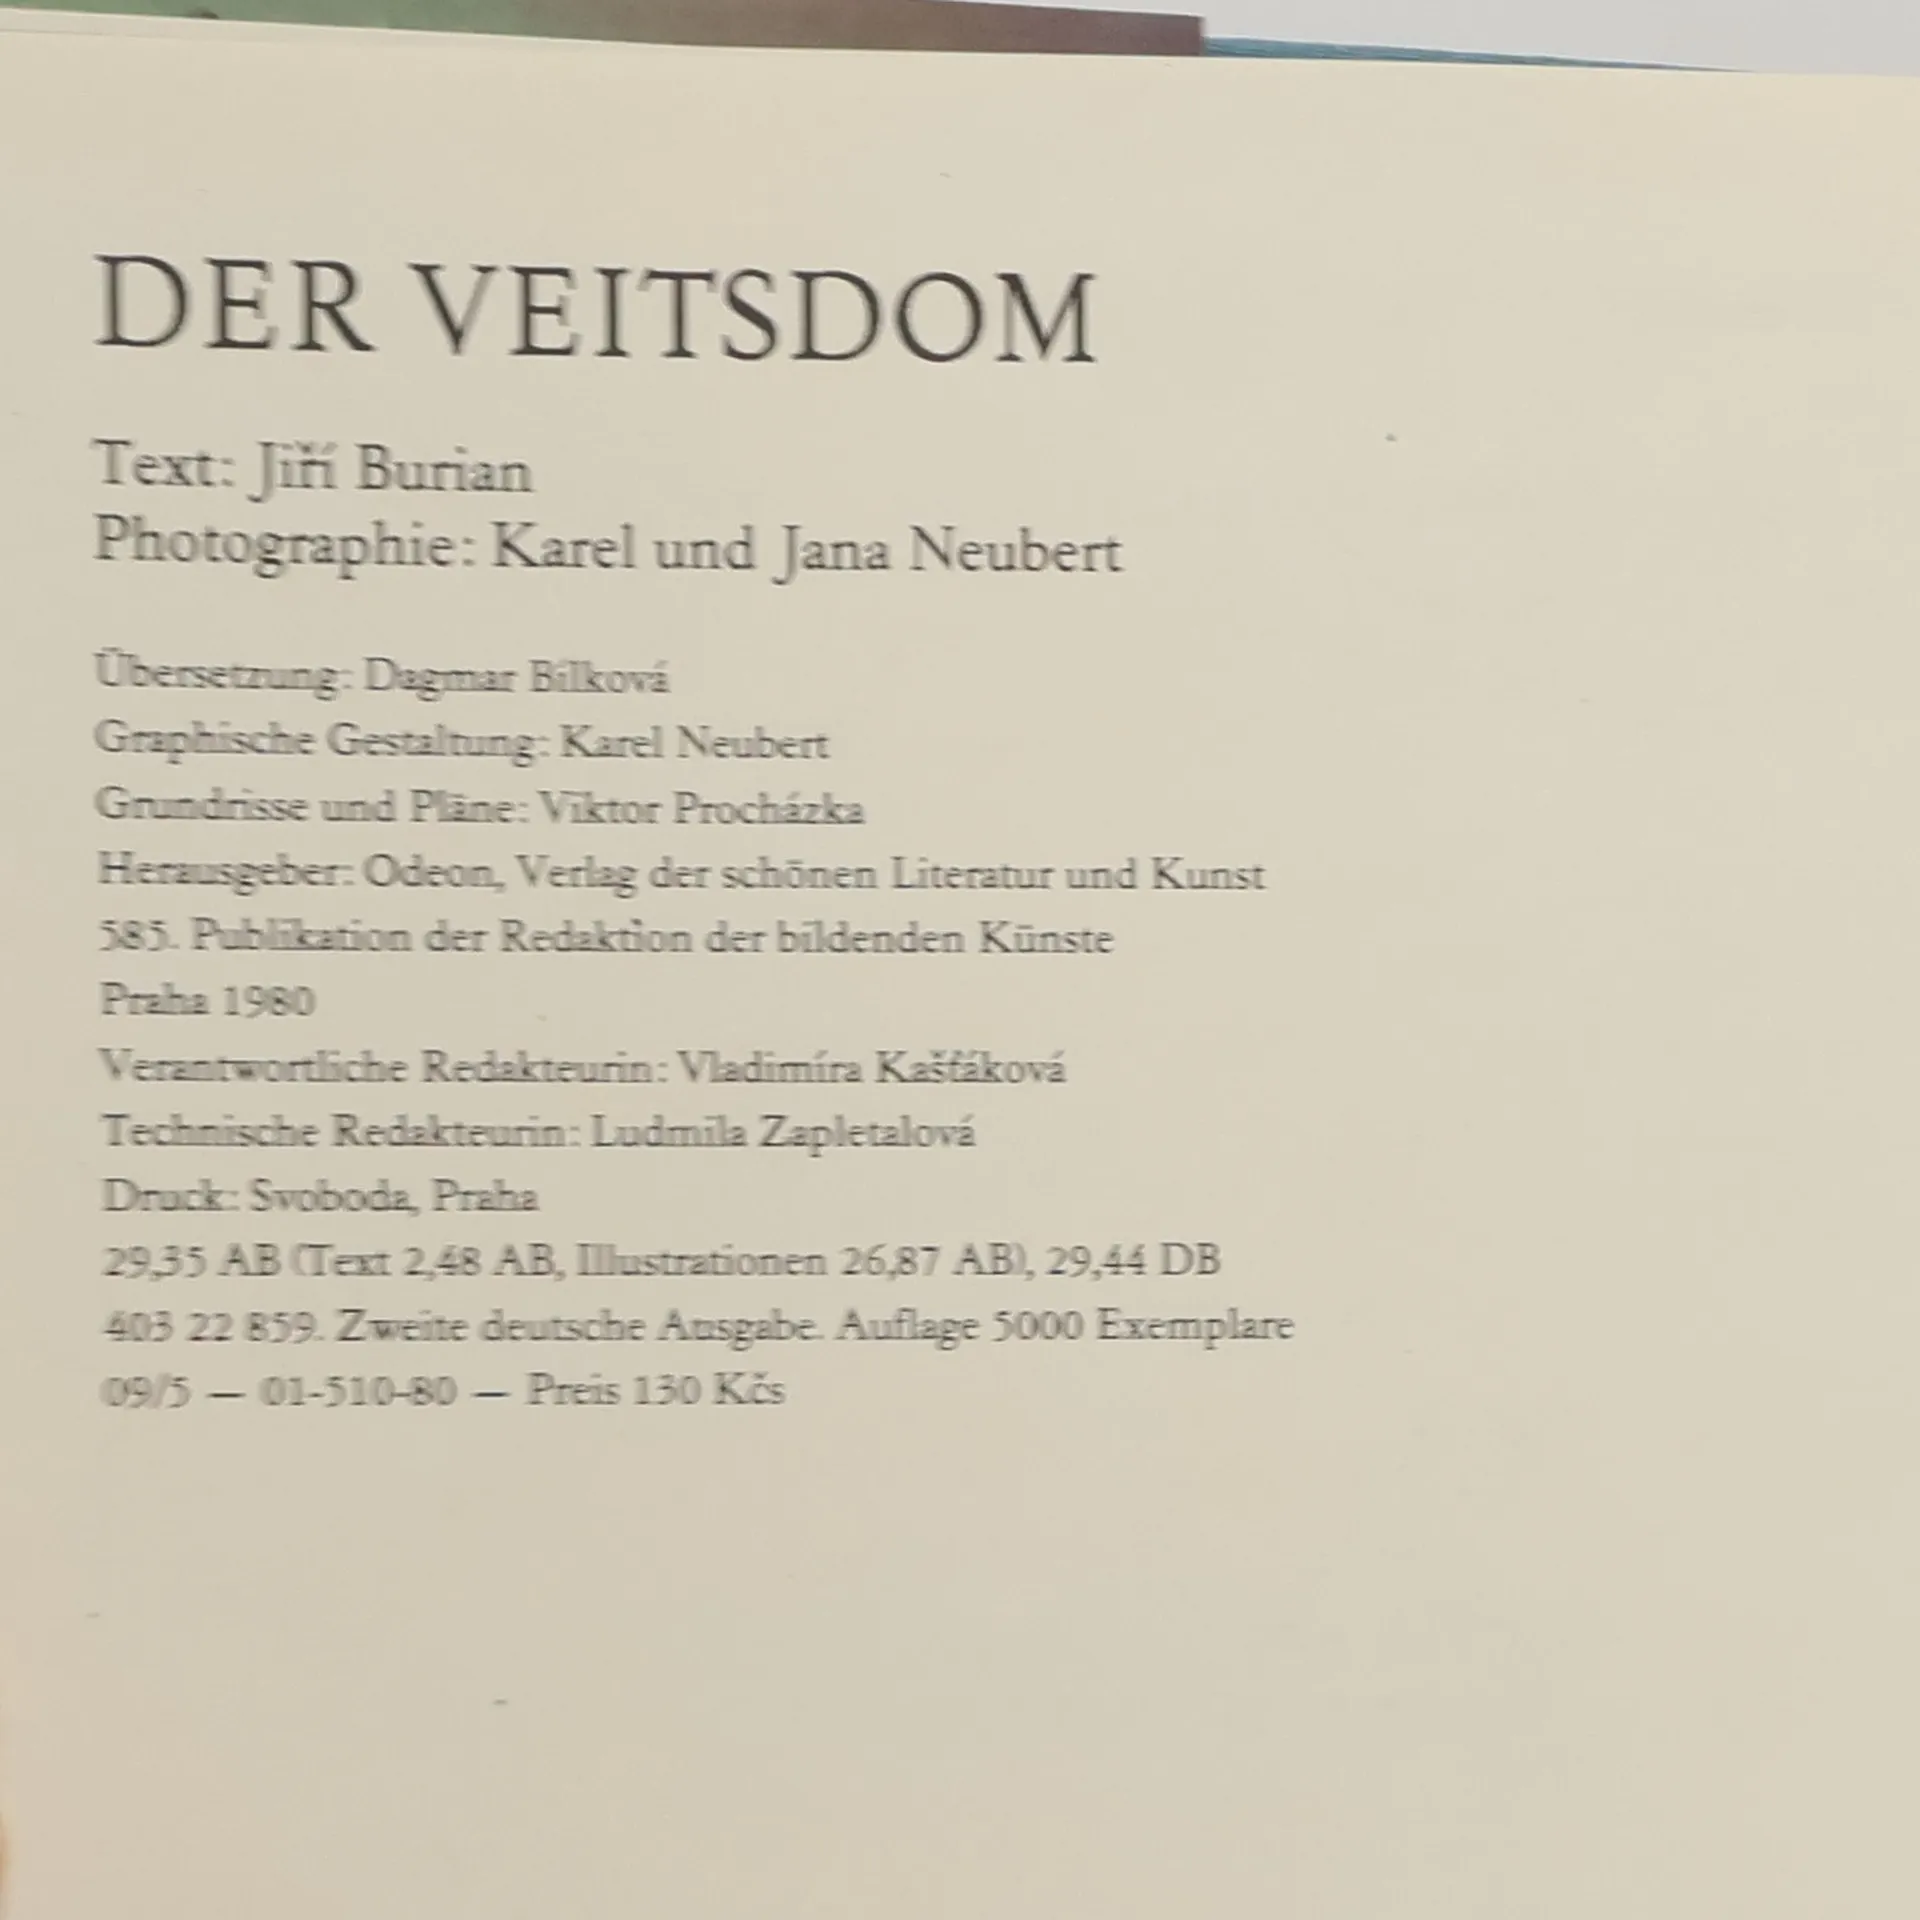 DER VEITSDOM
Text: Jiří Burian
Photographie: Karel und Jana Neubert
Übersetzung: Dagmar Bílková
Graphische Gestaltung: Karel Neubert
Grundrisse und Pläne: Viktor Procházka
Herausgeber: Odeon, Verlag der schönen Literatur und Kunst
585. Publikation der Redaktion der bildenden Künste
Praha 1980
Verantwortliche Redakteurin: Vladimíra Kašťáková
Technische Redakteurin: Ludmila Zapletalová
Druck: Svoboda, Praha
29,35 AB (Text 2,48 AB, Illustrationen 26,87 AB), 29,44 DB
403 22 859. Zweite deutsche Ausgabe. Auflage 5000 Exemplare
09/5 — 01-510-80 — Preis 130 Kčs